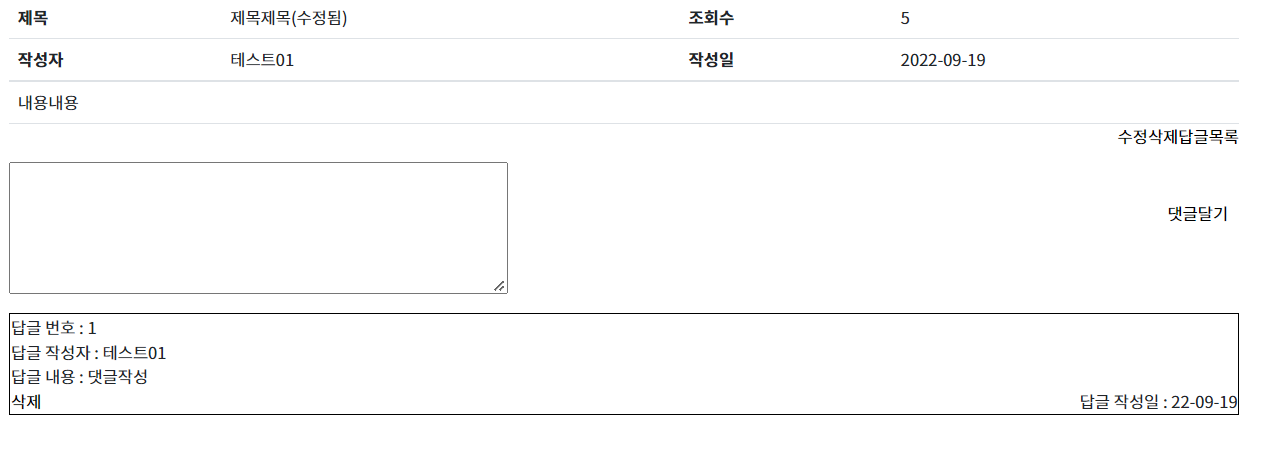 제목 제목제목(수정됨) 조회수 5
작성자 테스트01 작성일 2022-09-19
내용내용
수정삭제답글목록
댓글달기
답글 번호 : 1
답글 작성자 : 테스트01
답글 내용 : 댓글작성
삭제 답글 작성일 : 22-09-19